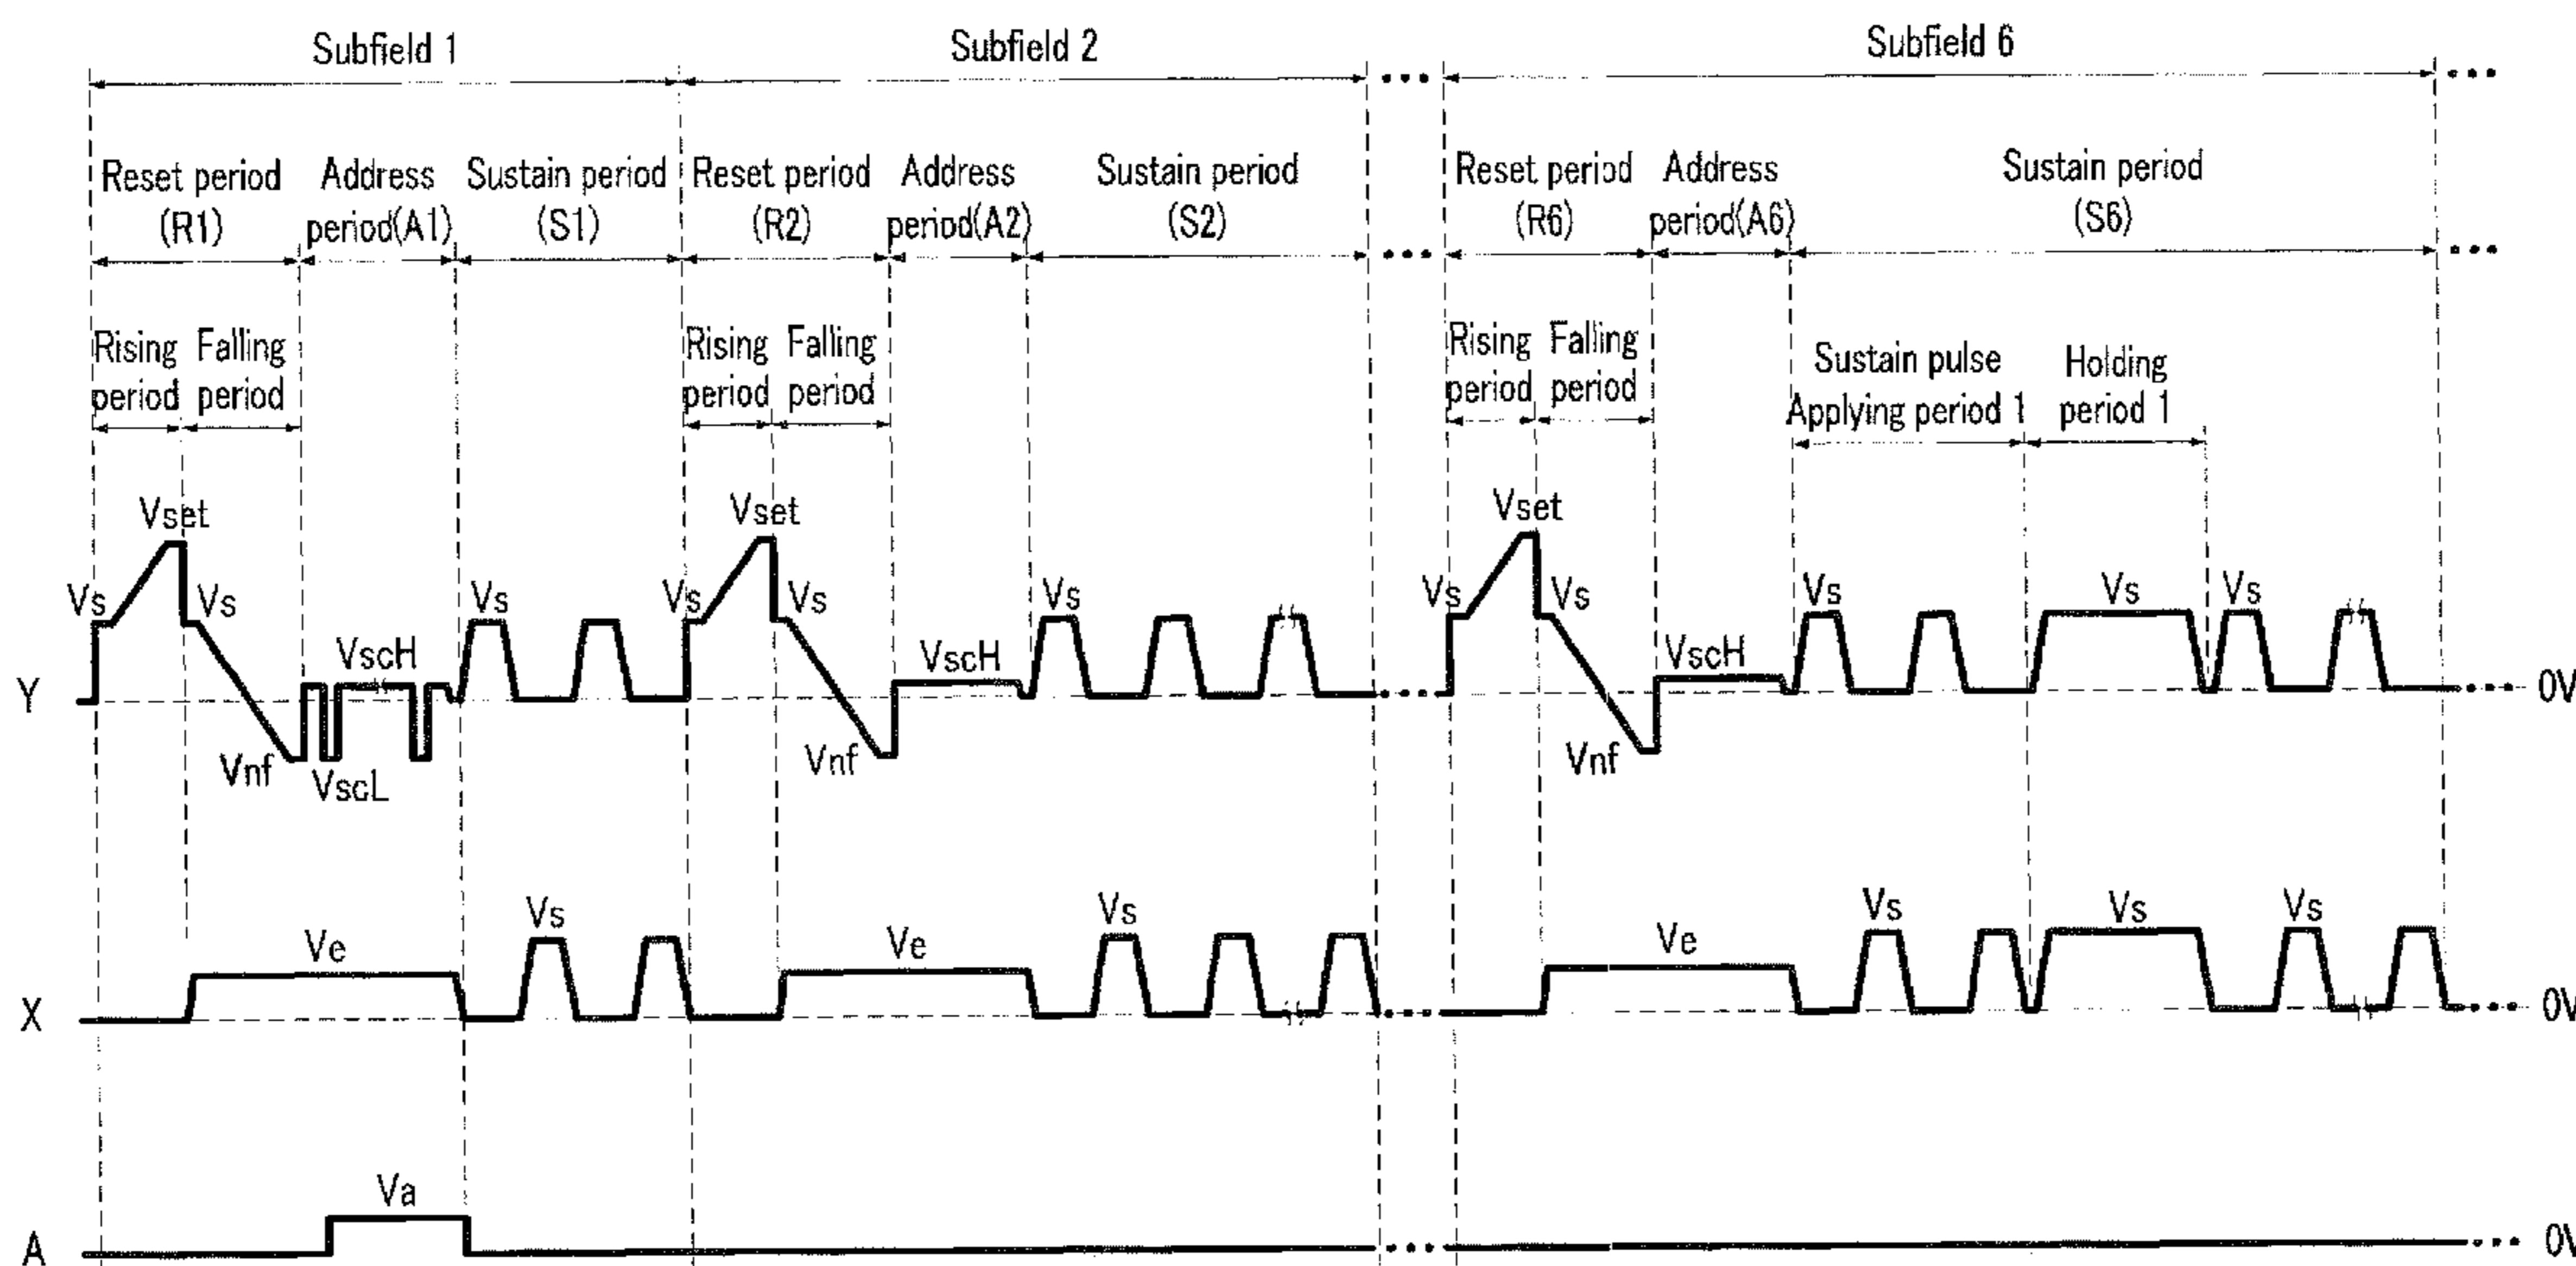 Subfield 1 Subfield 2 Subfield 6
Reset period Address Sustain period Reset period Address Sustain period Reset period Address Sustain period
(R1) period(A1) (S1) (R2) period(A2) (S2) (R6) period(A6) (S6)
Rising Falling Rising Falling Rising Falling Sustain pulse Holding
period period period period period period Applying period 1 period 1
Vset Vset Vset
Vs Vs Vs Vs Vs Vs Vs Vs Vs Vs Vs
VscH VscH VscH
Y 0V
Vnf VscL Vnf Vnf
Vs Vs Vs Vs Vs
Ve Ve Ve
X 0V
Va
A 0V